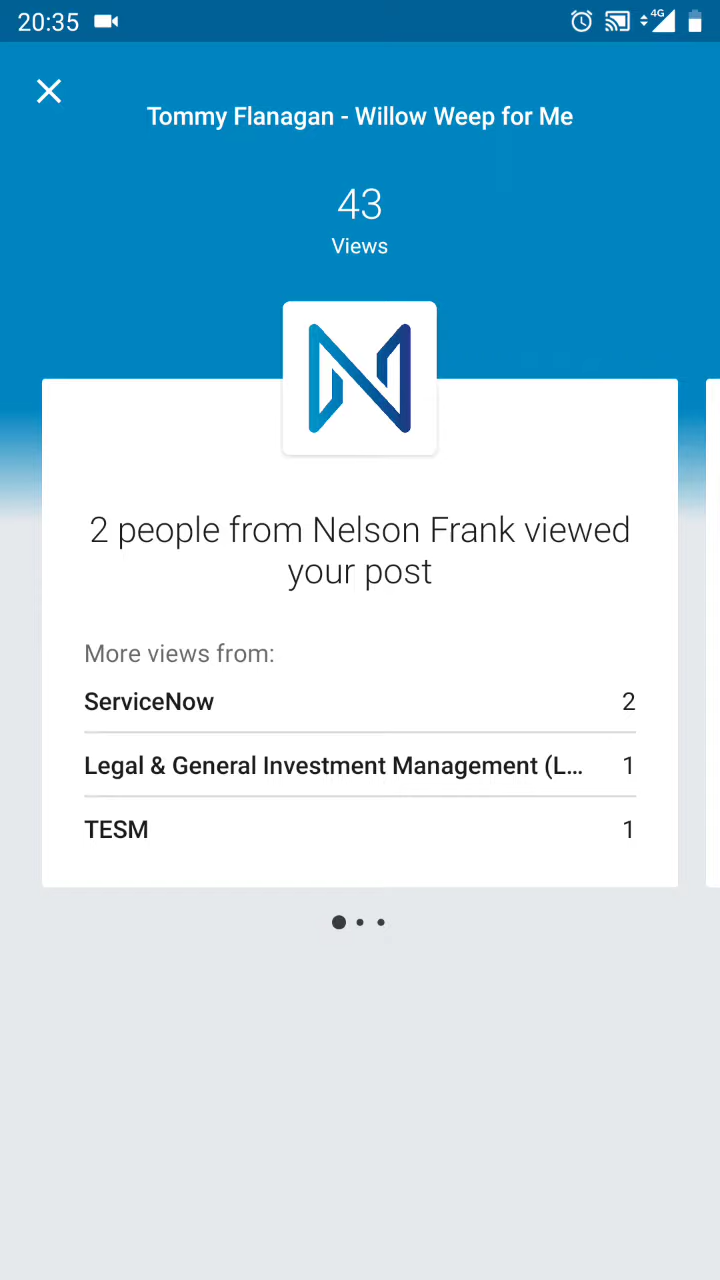 20:35
4G
Tommy Flanagan - Willow Weep for Me
43
Views
2 people from Nelson Frank viewed
your post
More views from:
ServiceNow 2
Legal & General Investment Management (L... 1
TESM 1